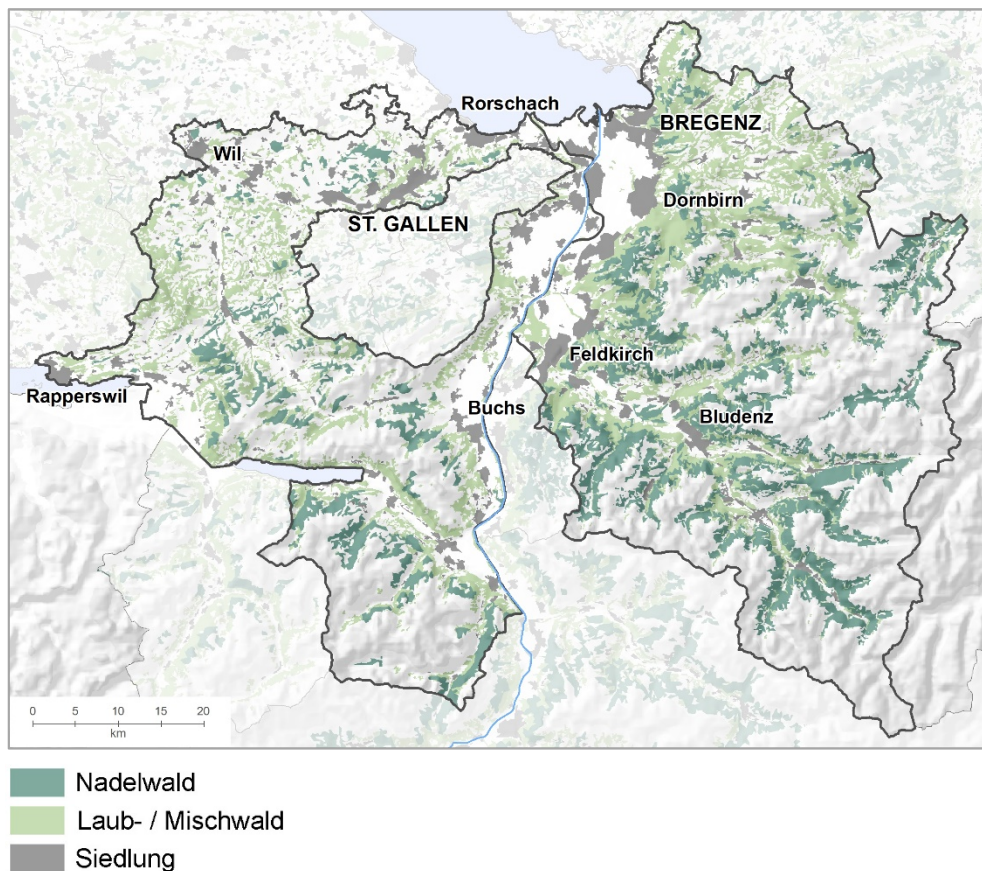 Rorschach
BREGENZ
Wil
Dornbirn
ST. GALLEN
Feldkirch
Rapperswil
Buchs
Bludenz
0 5 10 15 20
km
Nadelwald
Laub- / Mischwald
Siedlung